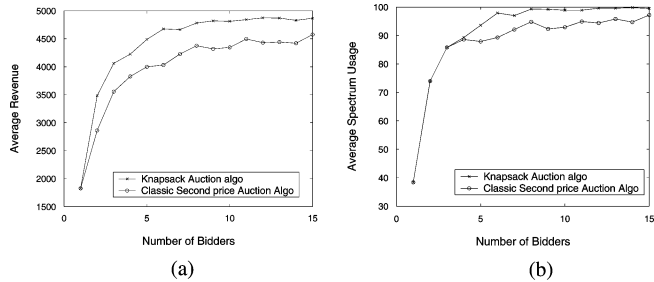 5000
4500
4000
3500
3000
2500
2000
1500
Average Revenue
Knapsack Auction algo
Classic Second price Auction Algo
0 5 10 15
Number of Bidders
(a)
100
90
80
70
60
50
40
30
Average Spectrum Usage
Knapsack Auction algo
Classic Second price Auction Algo
0 5 10 15
Number of Bidders
(b)